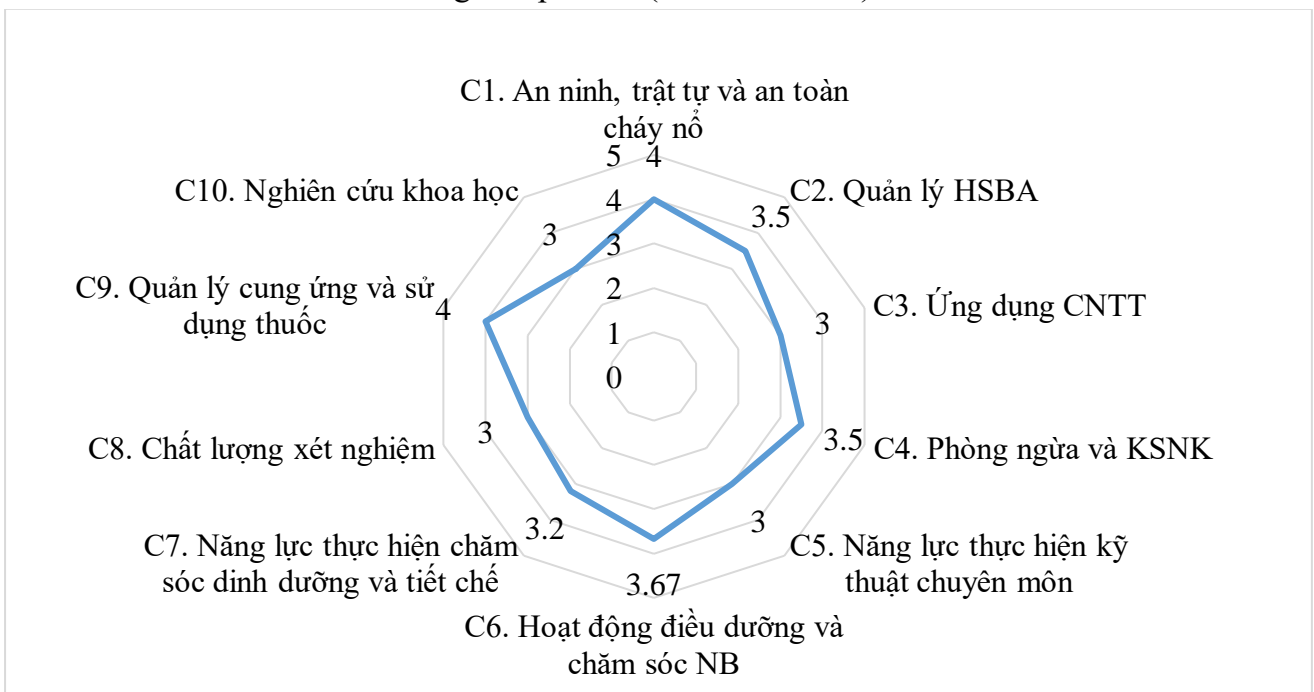 C1. An ninh, trật tự và an toàn
cháy nổ
5
4
C10. Nghiên cứu khoa học
4
3.5
C2. Quản lý HSBA
3
3
C9. Quản lý cung ứng và sử
dụng thuốc
4
2
3
C3. Ứng dụng CNTT
1
0
C8. Chất lượng xét nghiệm
3
3.5
C4. Phòng ngừa và KSNK
C7. Năng lực thực hiện chăm
sóc dinh dưỡng và tiết chế
3.2
3
C5. Năng lực thực hiện kỹ
thuật chuyên môn
3.67
C6. Hoạt động điều dưỡng và
chăm sóc NB